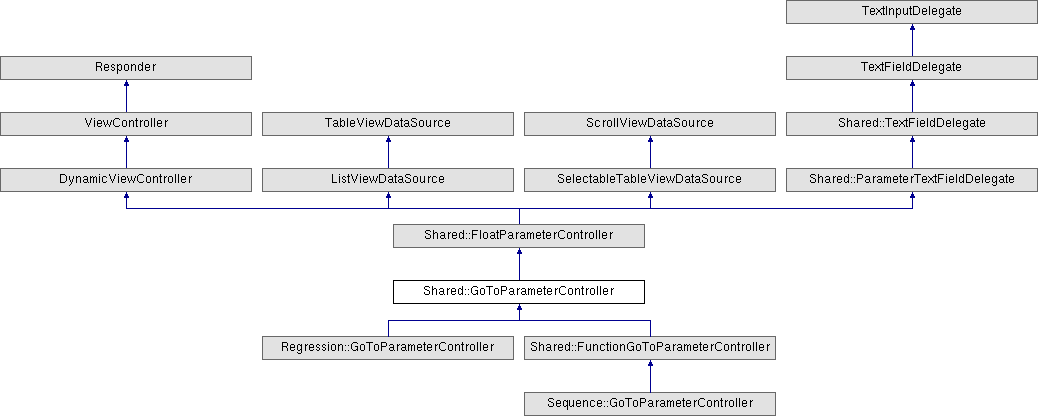 TextInputDelegate
Responder
TextFieldDelegate
ViewController
TableViewDataSource
ScrollViewDataSource
Shared::TextFieldDelegate
DynamicViewController
ListViewDataSource
SelectableTableViewDataSource
Shared::ParameterTextFieldDelegate
Shared::FloatParameterController
Shared::GoToParameterController
Regression::GoToParameterController
Shared::FunctionGoToParameterController
Sequence::GoToParameterController